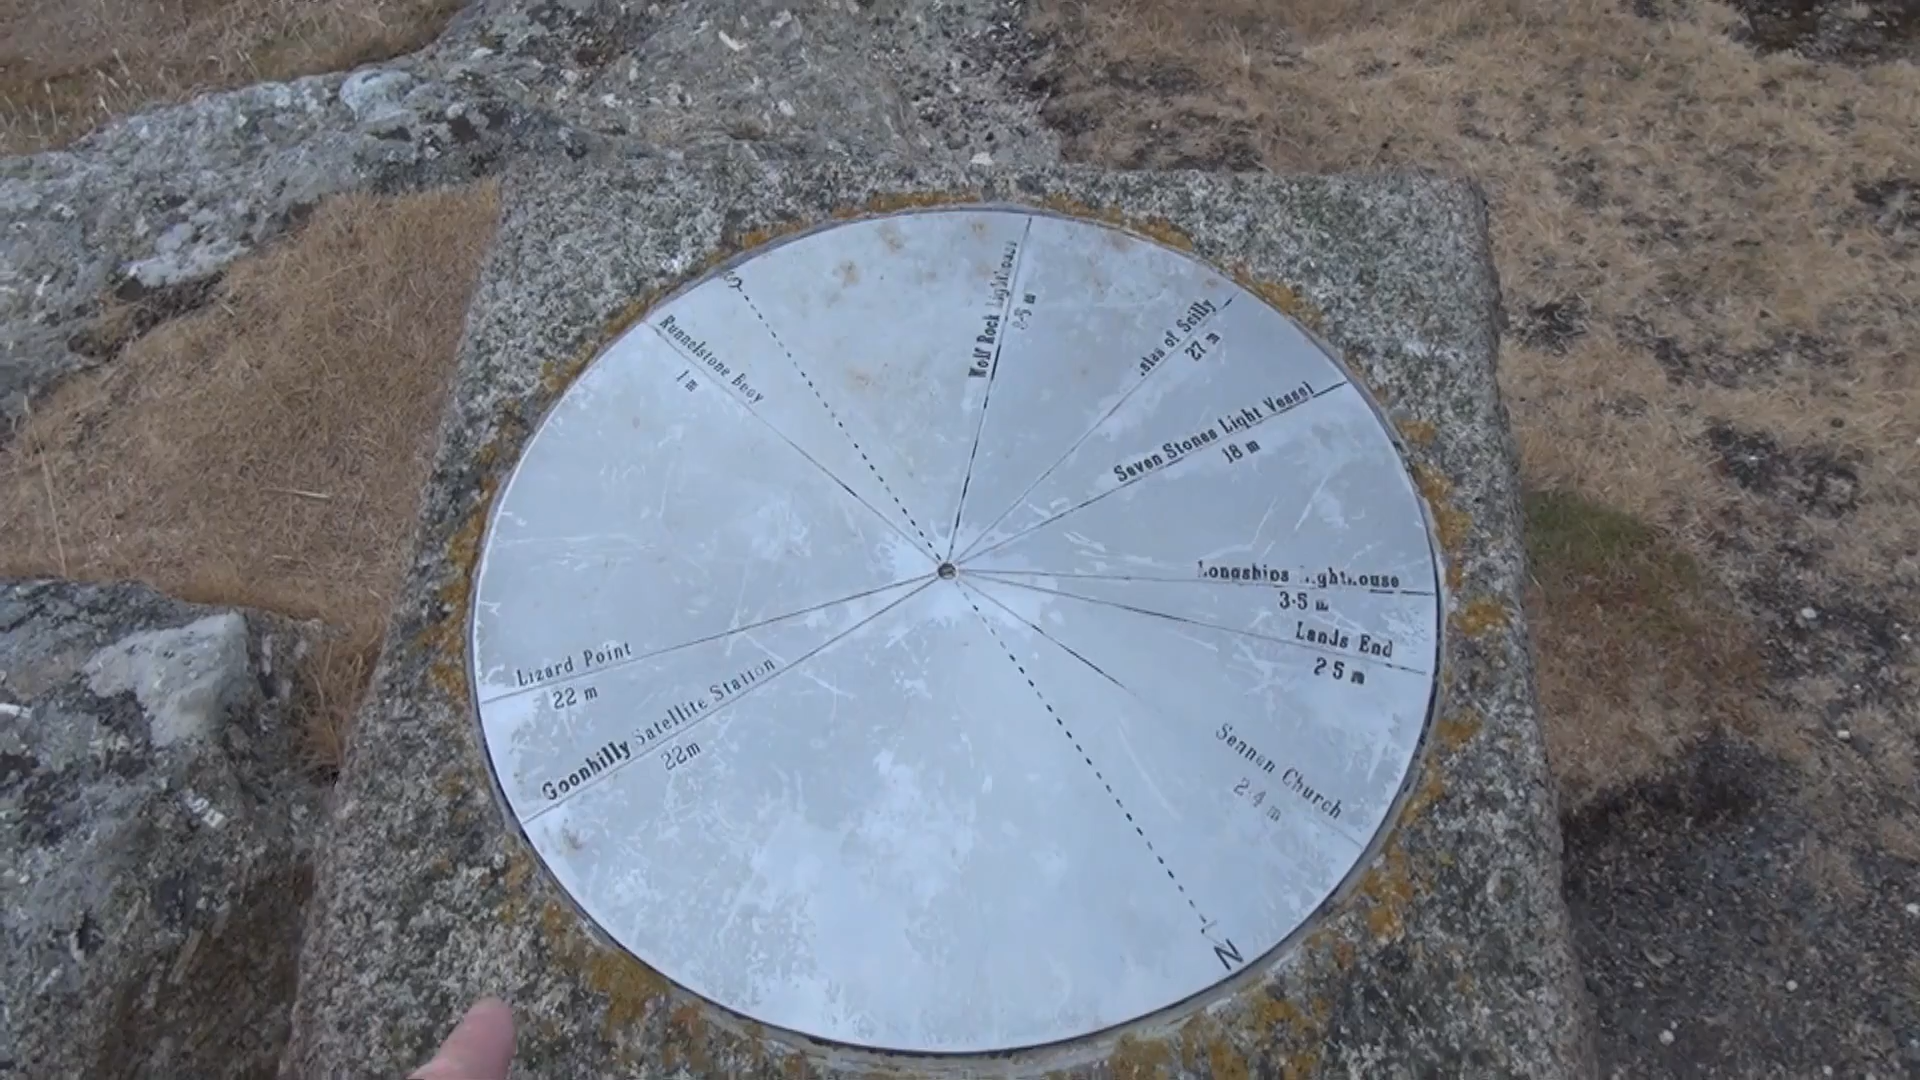 S
Runnelstone Buoy
1 m
Wolf Rock Lighthouse
8·5 m
Isles of Scilly
27 m
Seven Stones Light Vessel
18 m
Longships Lighthouse
3·5 m
Lands End
2·5 m
Sennen Church
2·4 m
N
Lizard Point
22 m
Goonhilly Satellite Station
22m